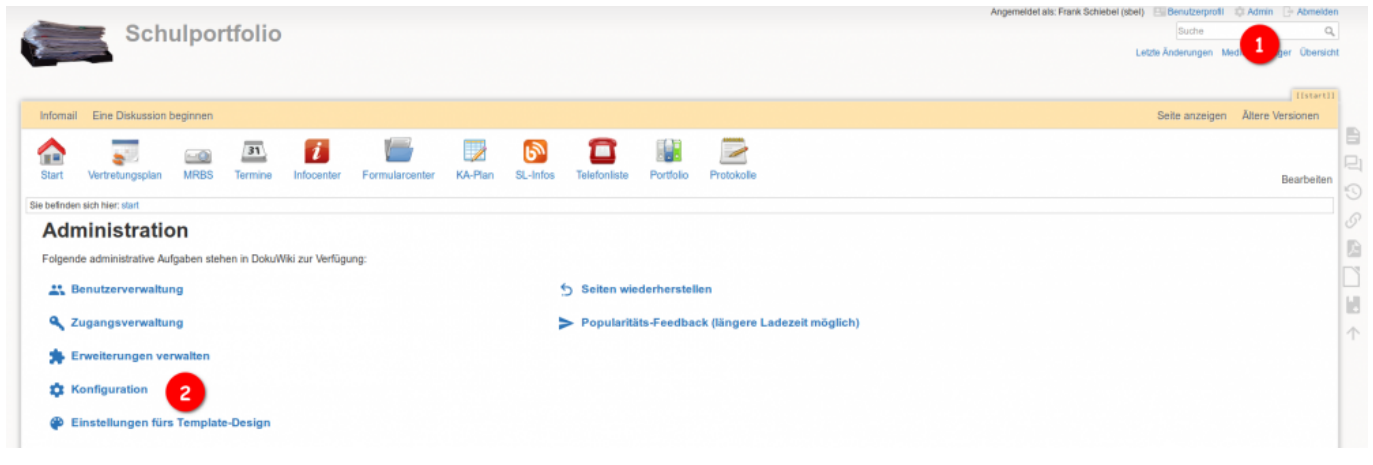 Angemeldet als: Frank Schiebel (sbel) Benutzerprofil Admin Abmelden
Schulportfolio
Suche
1
Letzte Änderungen Übersicht
[[start]]
Infomail Eine Diskussion beginnen Seite anzeigen Ältere Versionen
31
Start Vertretungsplan MRBS Termine Infocenter Formularcenter KA-Plan SL-Infos Telefonliste Portfolio Protokolle
Bearbeiten
Sie befinden sich hier: start
Administration
Folgende administrative Aufgaben stehen in DokuWiki zur Verfügung:
Benutzerverwaltung
Seiten wiederherstellen
Zugangsverwaltung
Popularitäts-Feedback (längere Ladezeit möglich)
Erweiterungen verwalten
Konfiguration
2
Einstellungen fürs Template-Design